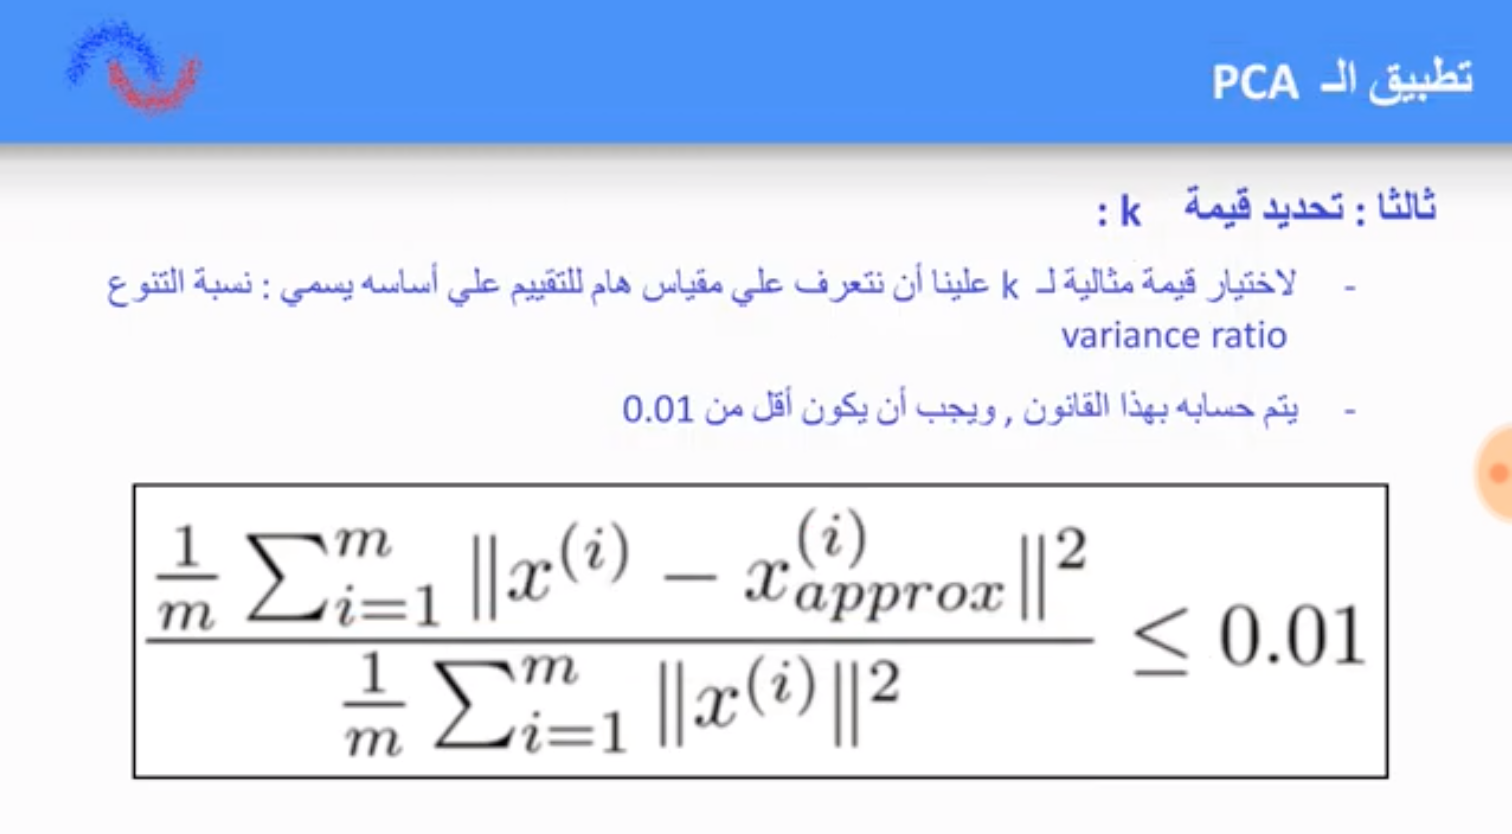 تطبيق الـ PCA
ثالثا : تحديد قيمة k :
- لاختيار قيمة مثالية لـ k علينا أن نتعرف علي مقياس هام للتقييم علي أساسه يسمي : نسبة التنوع
variance ratio
- يتم حسابه بهذا القانون , ويجب أن يكون أقل من 0.01
\frac{\frac{1}{m} \sum_{i=1}^{m} \|x^{(i)} - x_{approx}^{(i)}\|^2}{\frac{1}{m} \sum_{i=1}^{m} \|x^{(i)}\|^2} \leq 0.01